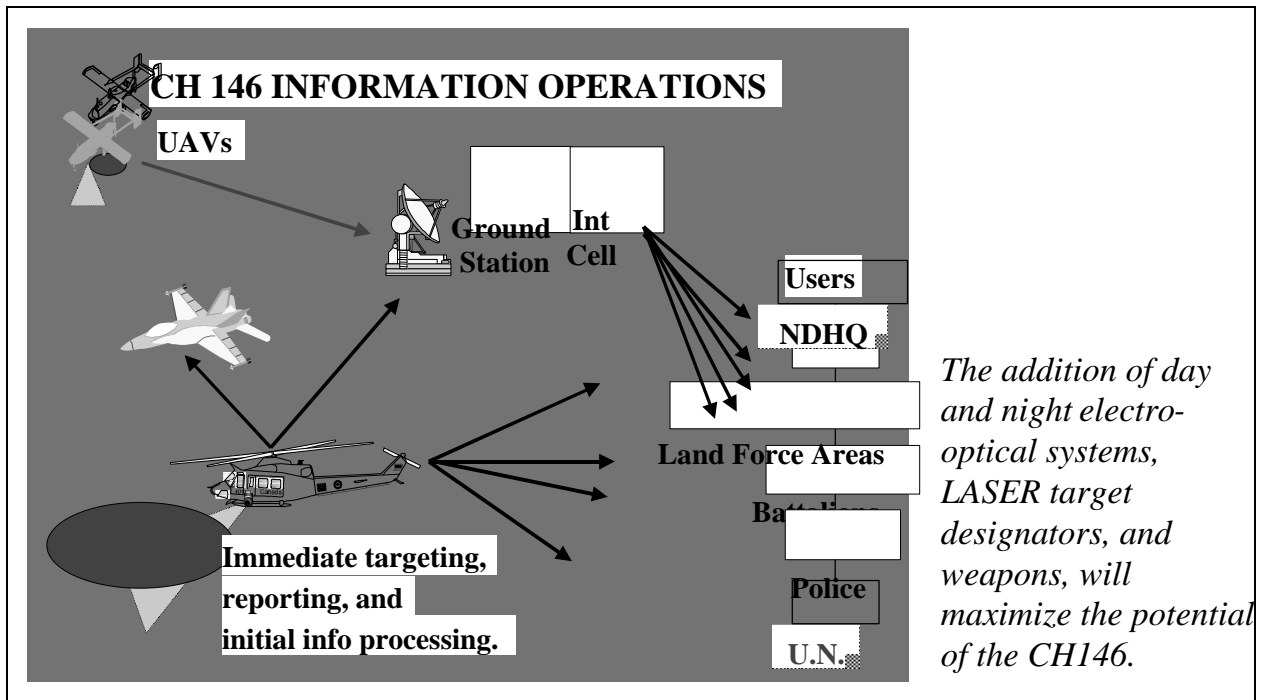 CH 146 INFORMATION OPERATIONS
UAVs
Ground
Station
Int
Cell
Users
NDHQ
Land Force Areas
Battalions
Police
U.N.
Immediate targeting,
reporting, and
initial info processing.
The addition of day
and night electro-
optical systems,
LASER target
designators, and
weapons, will
maximize the potential
of the CH146.